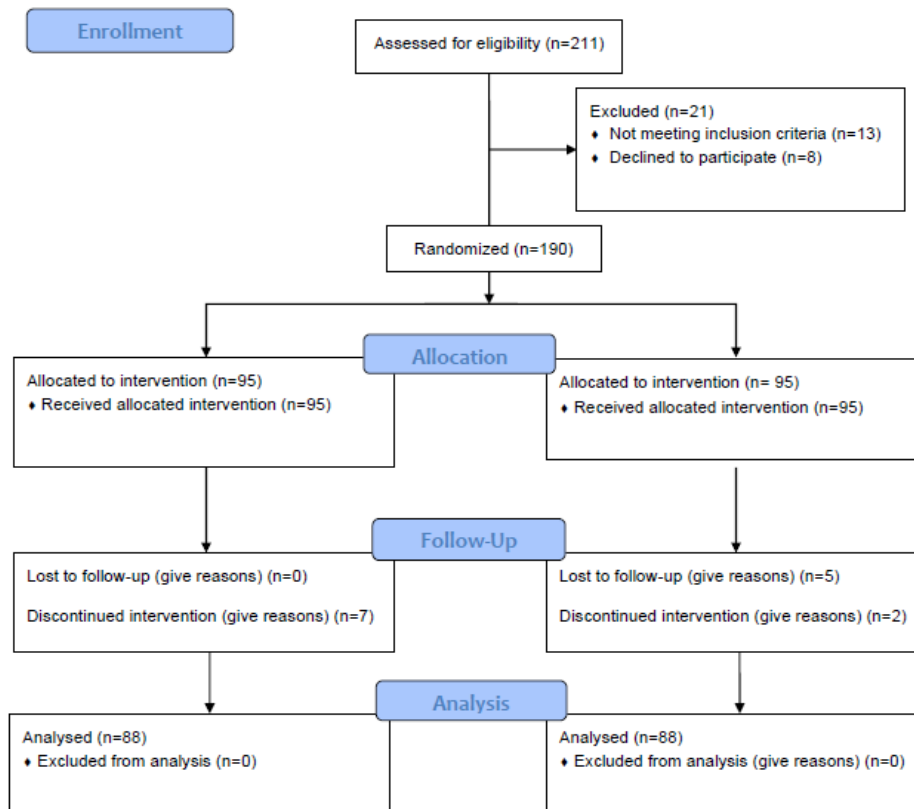 Enrollment
Assessed for eligibility (n=211)
Excluded (n=21)
♦ Not meeting inclusion criteria (n=13)
♦ Declined to participate (n=8)
Randomized (n=190)
Allocation
Allocated to intervention (n=95)
♦ Received allocated intervention (n=95)
Allocated to intervention (n= 95)
♦ Received allocated intervention (n=95)
Follow-Up
Lost to follow-up (give reasons) (n=0)
Discontinued intervention (give reasons) (n=7)
Lost to follow-up (give reasons) (n=5)
Discontinued intervention (give reasons) (n=2)
Analysis
Analysed (n=88)
♦ Excluded from analysis (n=0)
Analysed (n=88)
♦ Excluded from analysis (give reasons) (n=0)